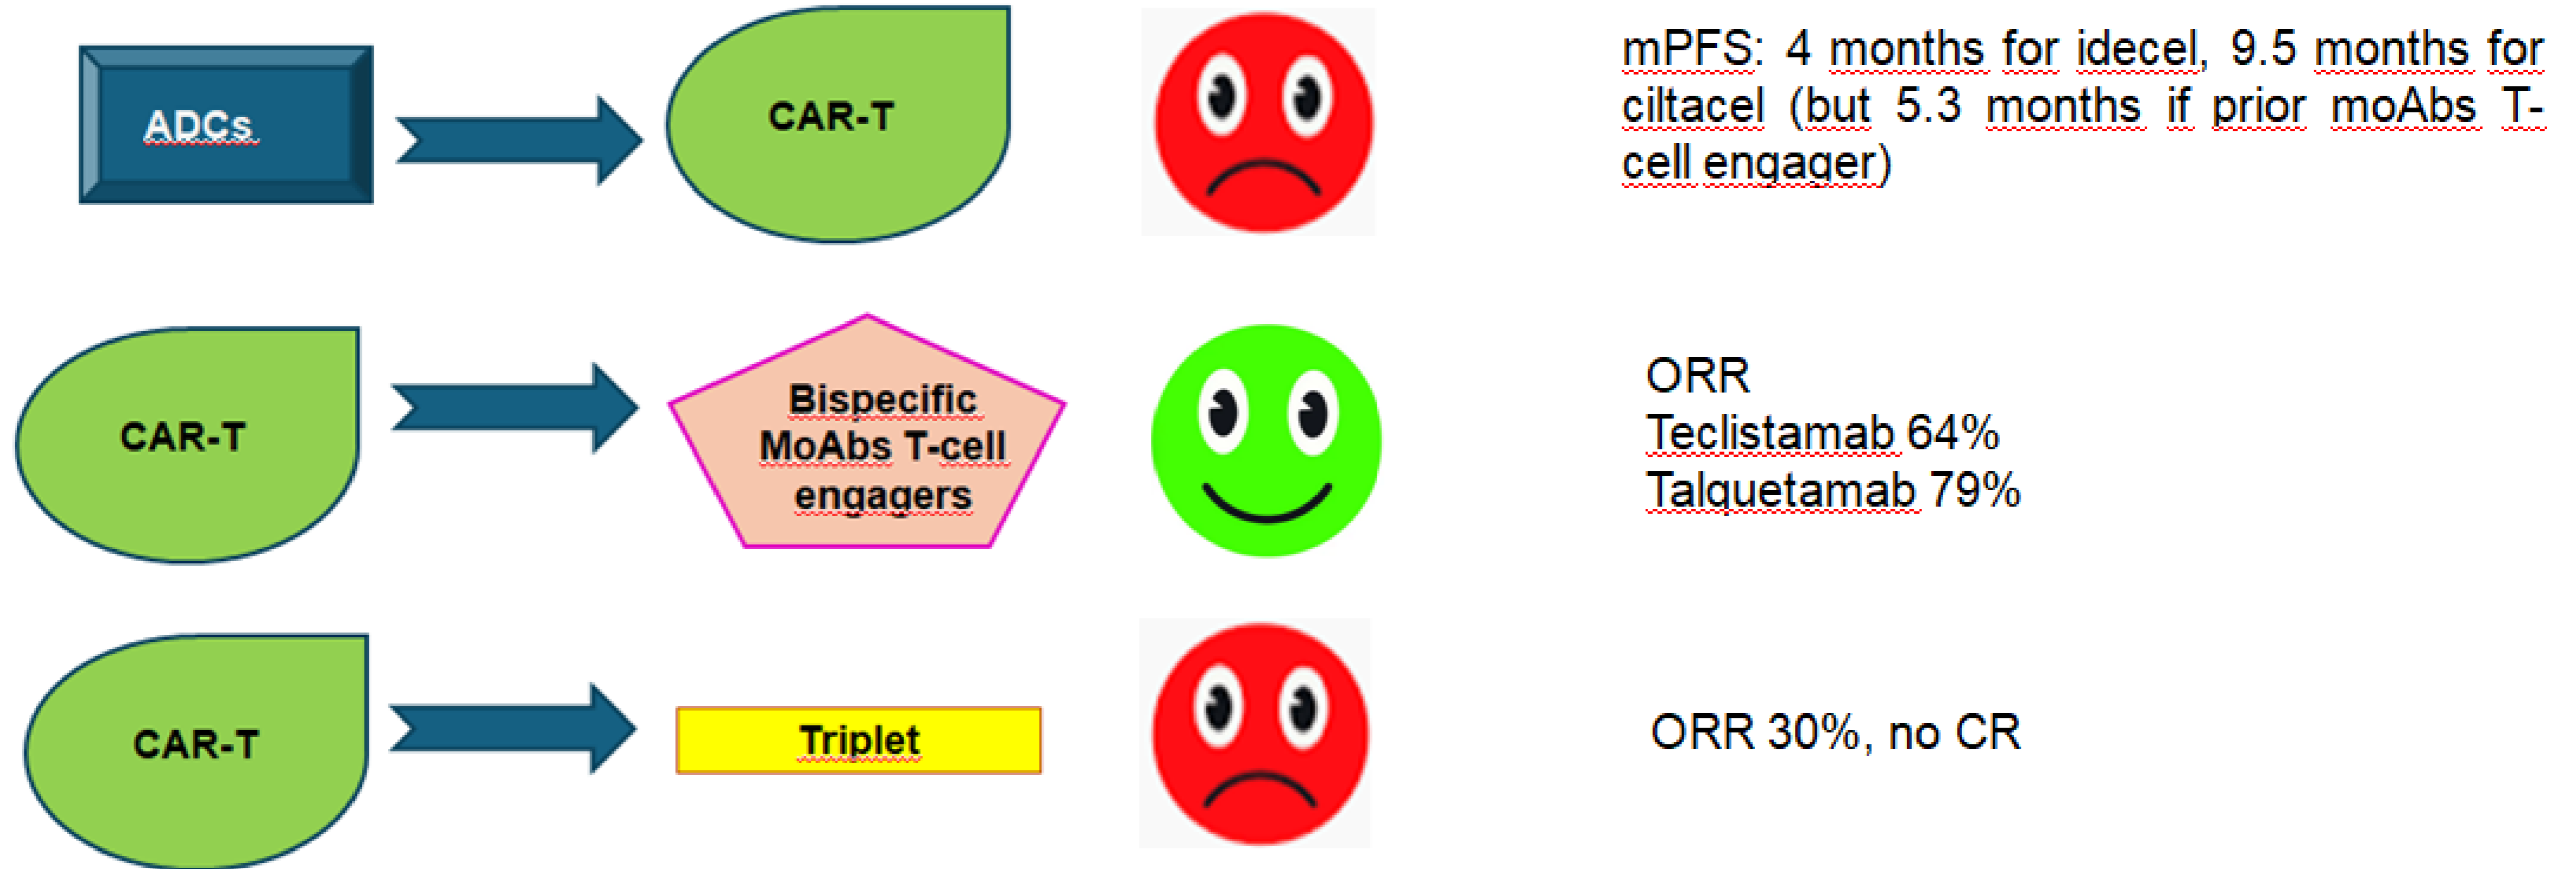 ADCs
CAR-T
mPFS: 4 months for idecel, 9.5 months for
ciltacel (but 5.3 months if prior moAbs T-
cell engager)
CAR-T
Bispecific
MoAbs T-cell
engagers
ORR
Teclistamab 64%
Talquetamab 79%
CAR-T
Triplet
ORR 30%, no CR